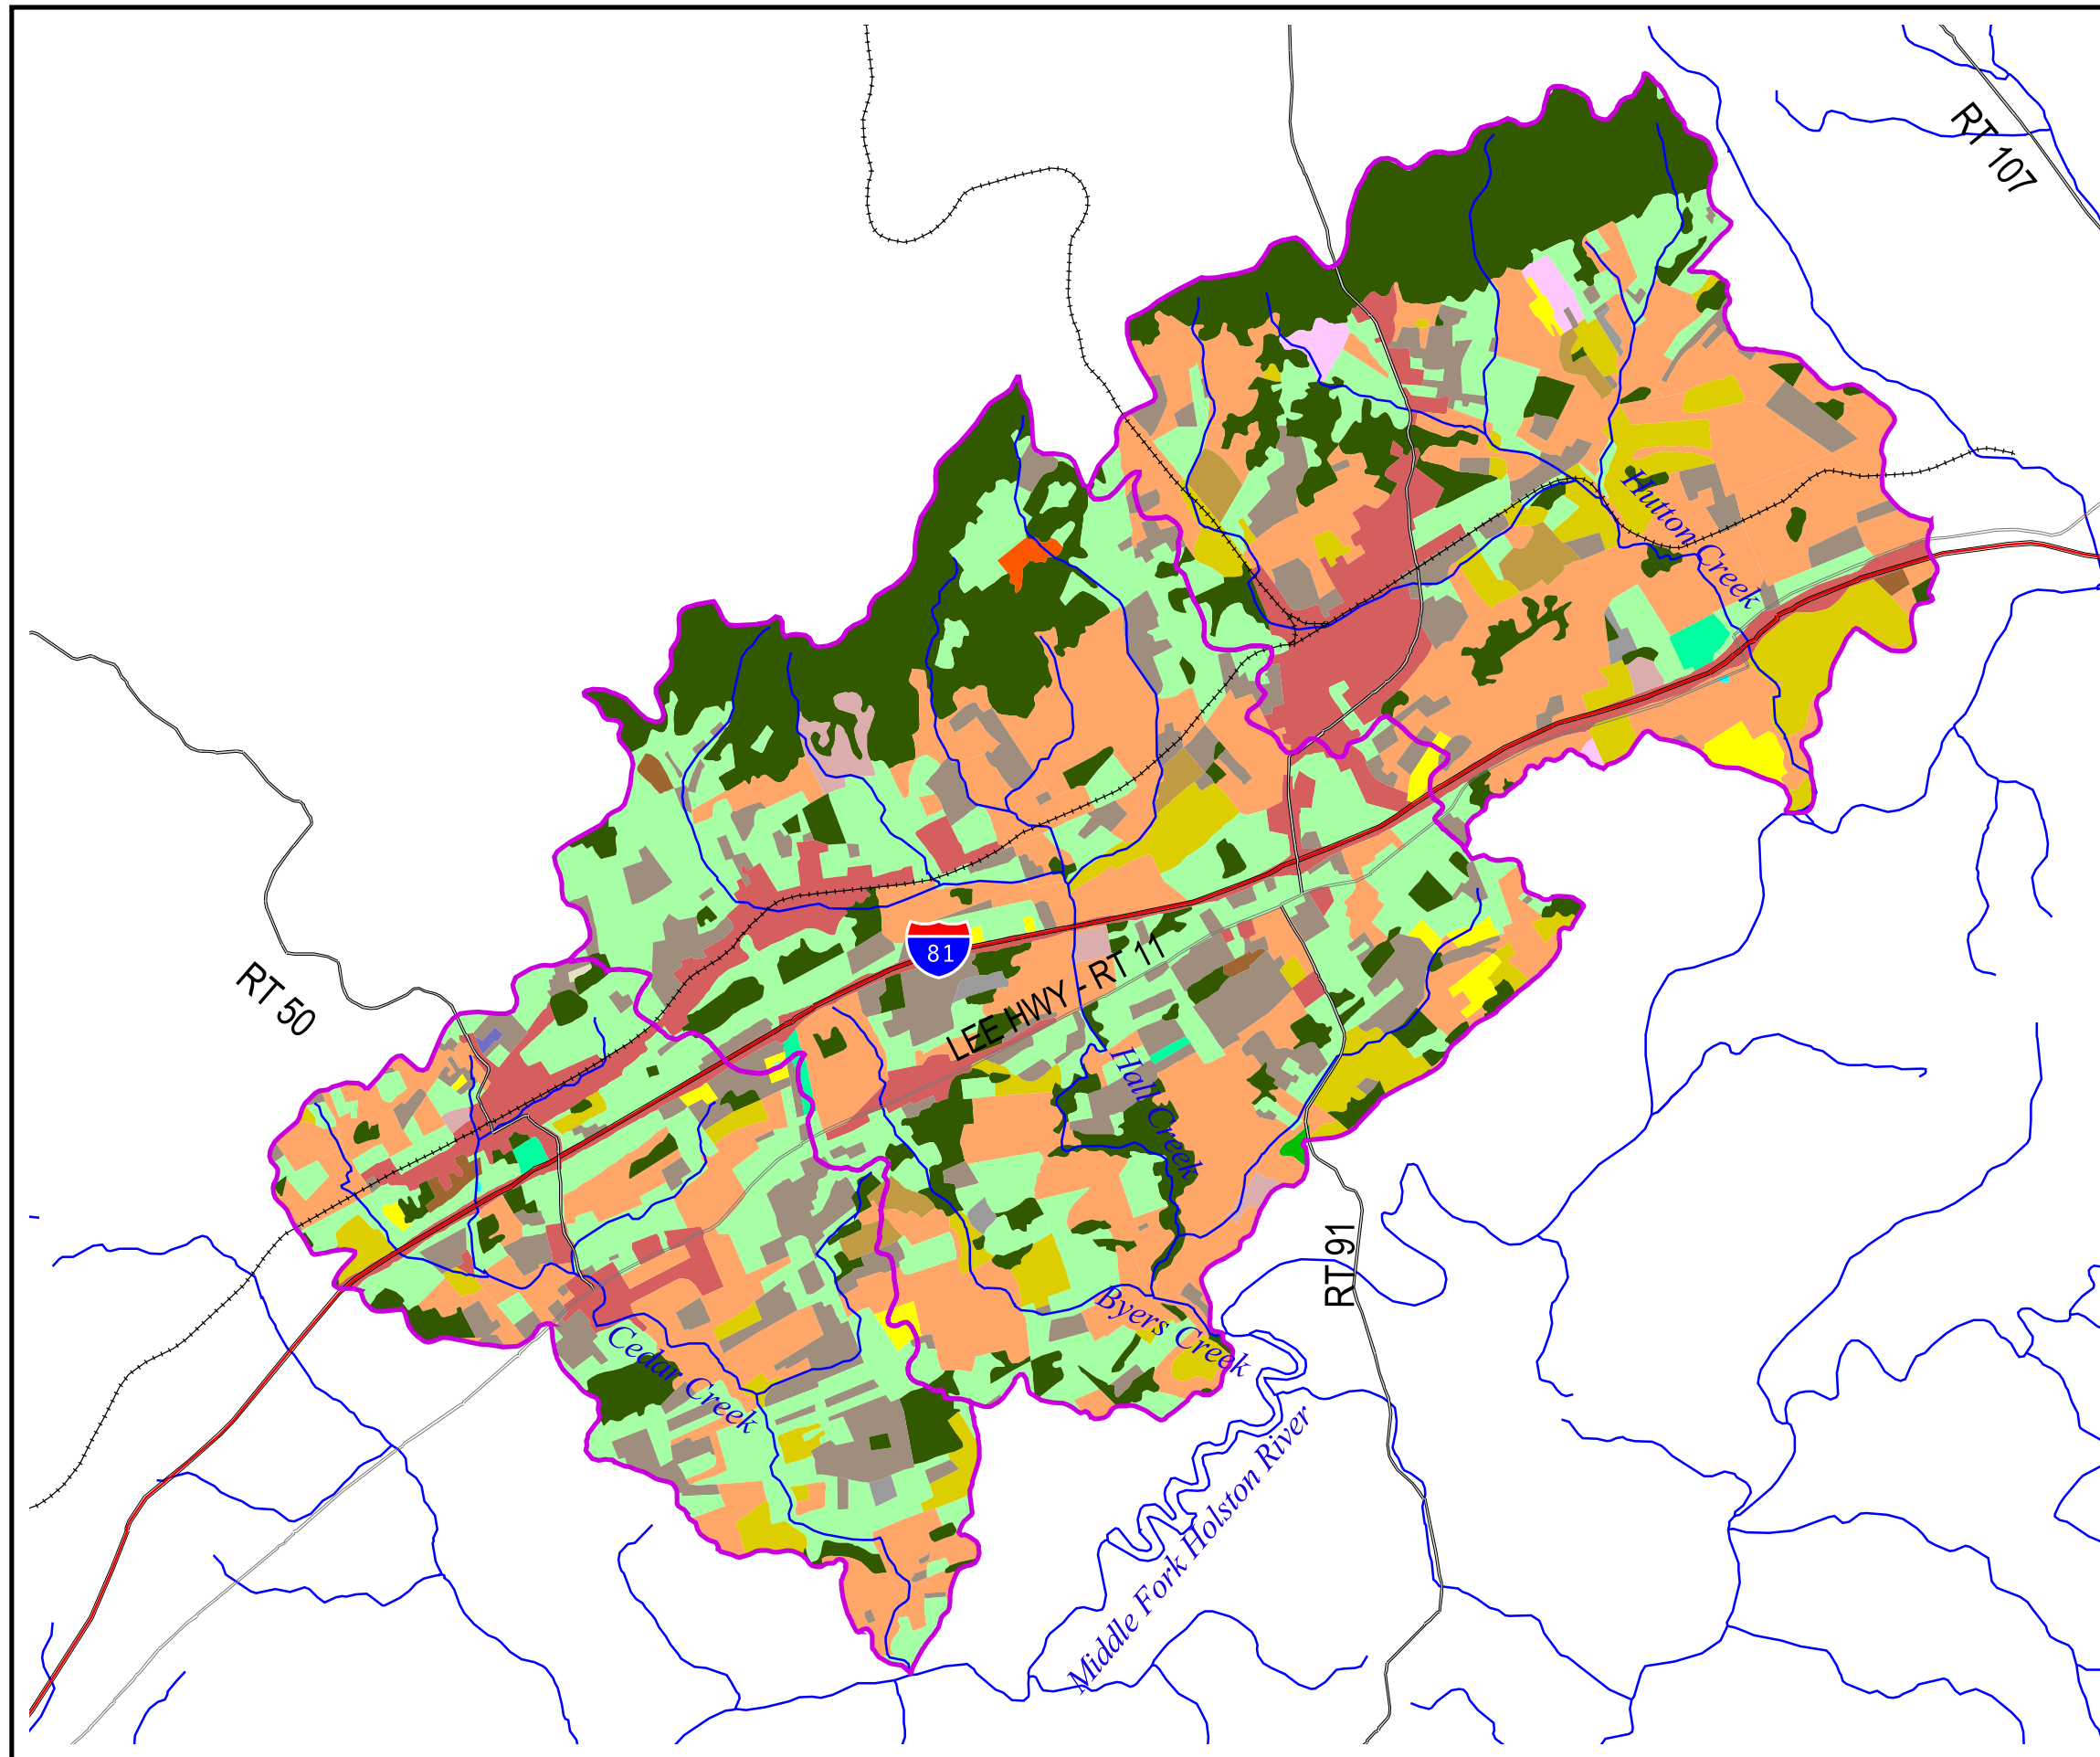 RT 107
Hutton Creek
81
LEE HWY - RT 11
RT 50
Hall Creek
RT 91
Byers Creek
Cedar Creek
Middle Fork Holston River